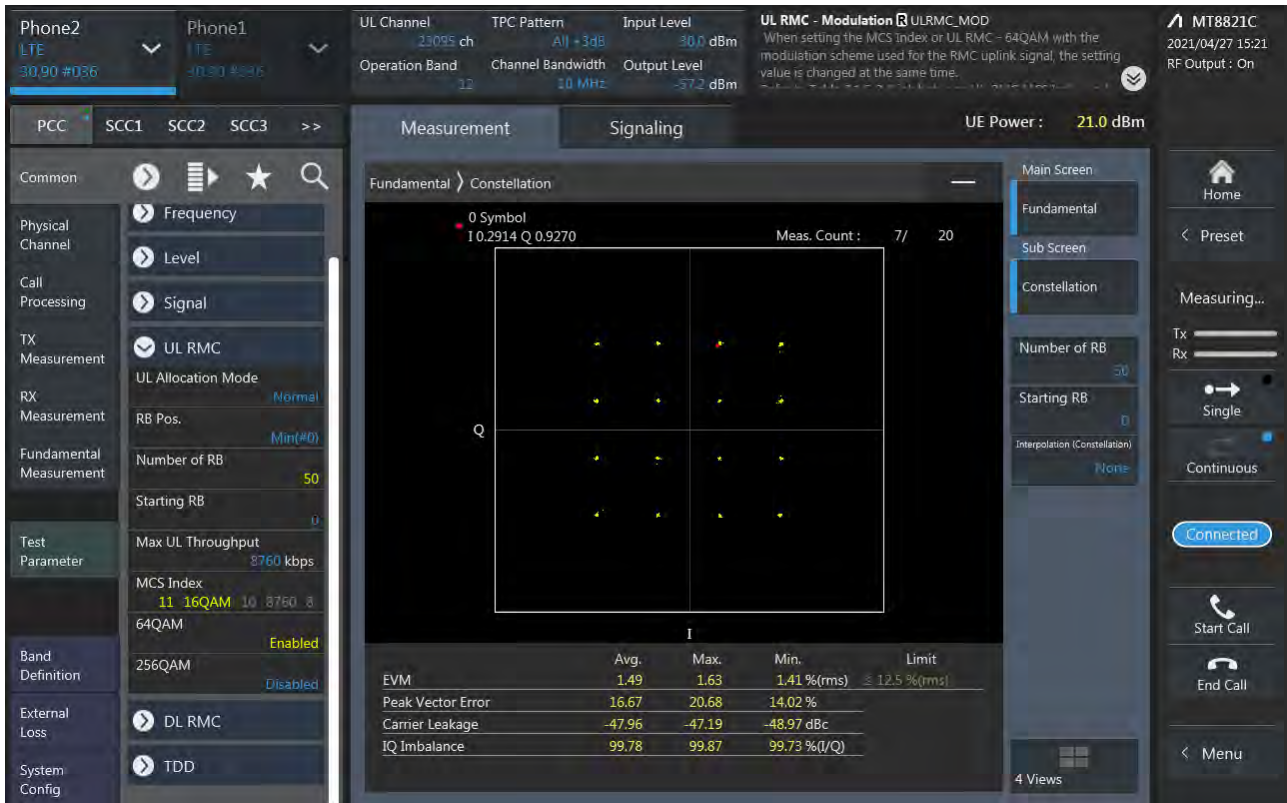 Phone2
LTE
30.90 #036
Phone1
LTE
30.90 #036
UL Channel
23095 ch
TPC Pattern
All +3dB
Input Level
30.0 dBm
Operation Band
12
Channel Bandwidth
10 MHz
Output Level
-57.2 dBm
UL RMC - Modulation R ULRMC_MOD
When setting the MCS Index or UL RMC – 64QAM with the
modulation scheme used for the RMC uplink signal, the setting
value is changed at the same time.
MT8821C
2021/04/27 15:21
RF Output : On
PCC SCC1 SCC2 SCC3 >>
Measurement
Signaling
UE Power : 21.0 dBm
Common
Physical
Channel
Call
Processing
TX
Measurement
RX
Measurement
Fundamental
Measurement
Test
Parameter
Band
Definition
External
Loss
System
Config
Frequency
Level
Signal
UL RMC
UL Allocation Mode
Normal
RB Pos.
Min(#0)
Number of RB
50
Starting RB
0
Max UL Throughput
8760 kbps
MCS Index
11 16QAM 10 8760 8
64QAM
Enabled
256QAM
Disabled
DL RMC
TDD
Fundamental 〉Constellation
0 Symbol
I 0.2914 Q 0.9270
Meas. Count : 7/ 20
Q
I
Avg. Max. Min. Limit
EVM 1.49 1.63 1.41 %(rms) ≦ 12.5 %(rms)
Peak Vector Error 16.67 20.68 14.02 %
Carrier Leakage -47.96 -47.19 -48.97 dBc
IQ Imbalance 99.78 99.87 99.73 %(I/Q)
Main Screen
Fundamental
Sub Screen
Constellation
Number of RB
50
Starting RB
0
Interpolation (Constellation)
None
4 Views
Home
< Preset
Measuring...
Tx
Rx
Single
Continuous
Connected
Start Call
End Call
< Menu